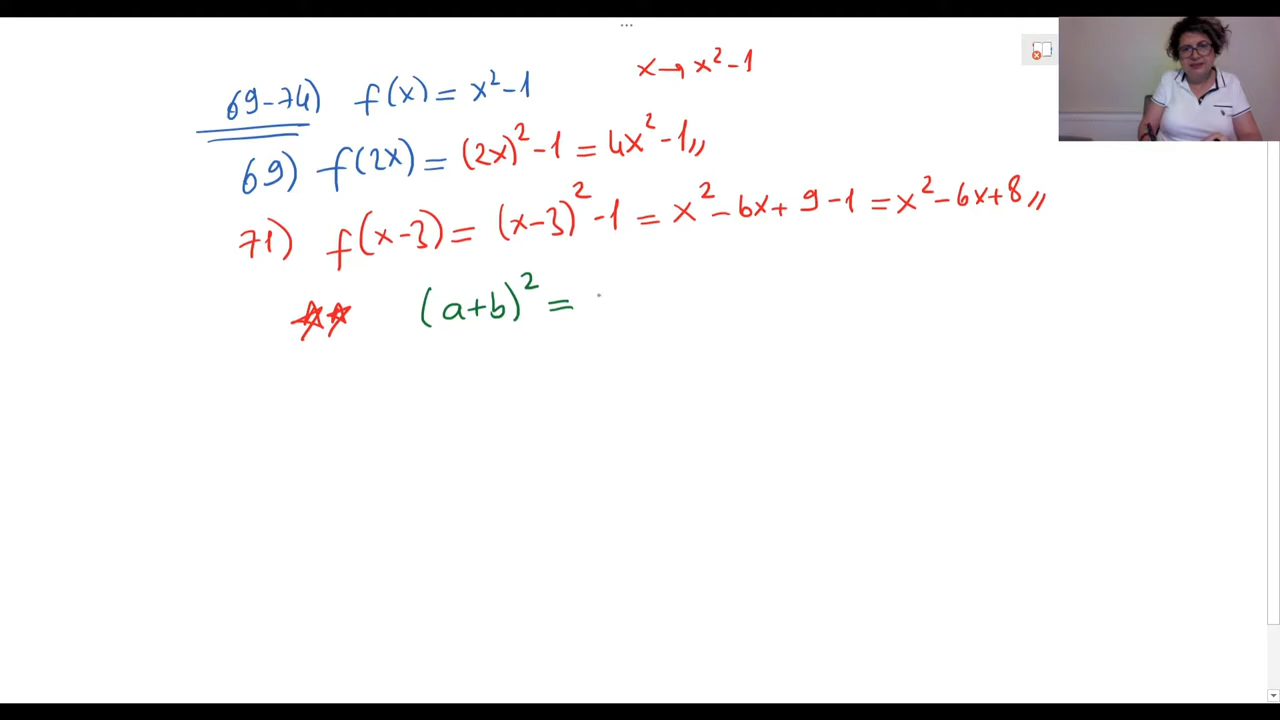 69-74) f(x) = x²-1 x→x²-1
69) f(2x) = (2x)²-1 = 4x²-1,,
71) f(x-3) = (x-3)²-1 = x²-6x+9-1 = x²-6x+8,,
(a+b)² =